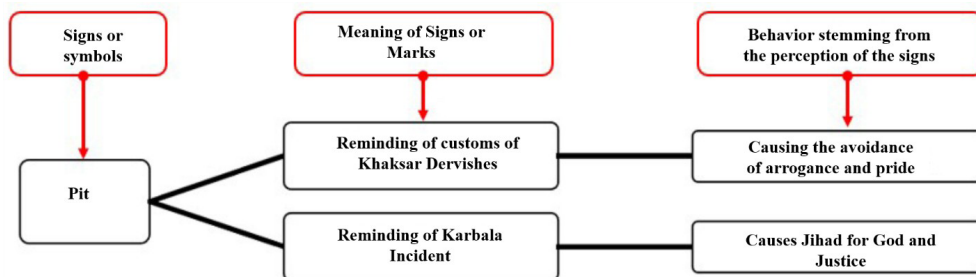 Signs or
symbols
Meaning of Signs or
Marks
Behavior stemming from
the perception of the signs
Pit
Reminding of customs of
Khaksar Dervishes
Causing the avoidance
of arrogance and pride
Reminding of Karbala
Incident
Causes Jihad for God and
Justice